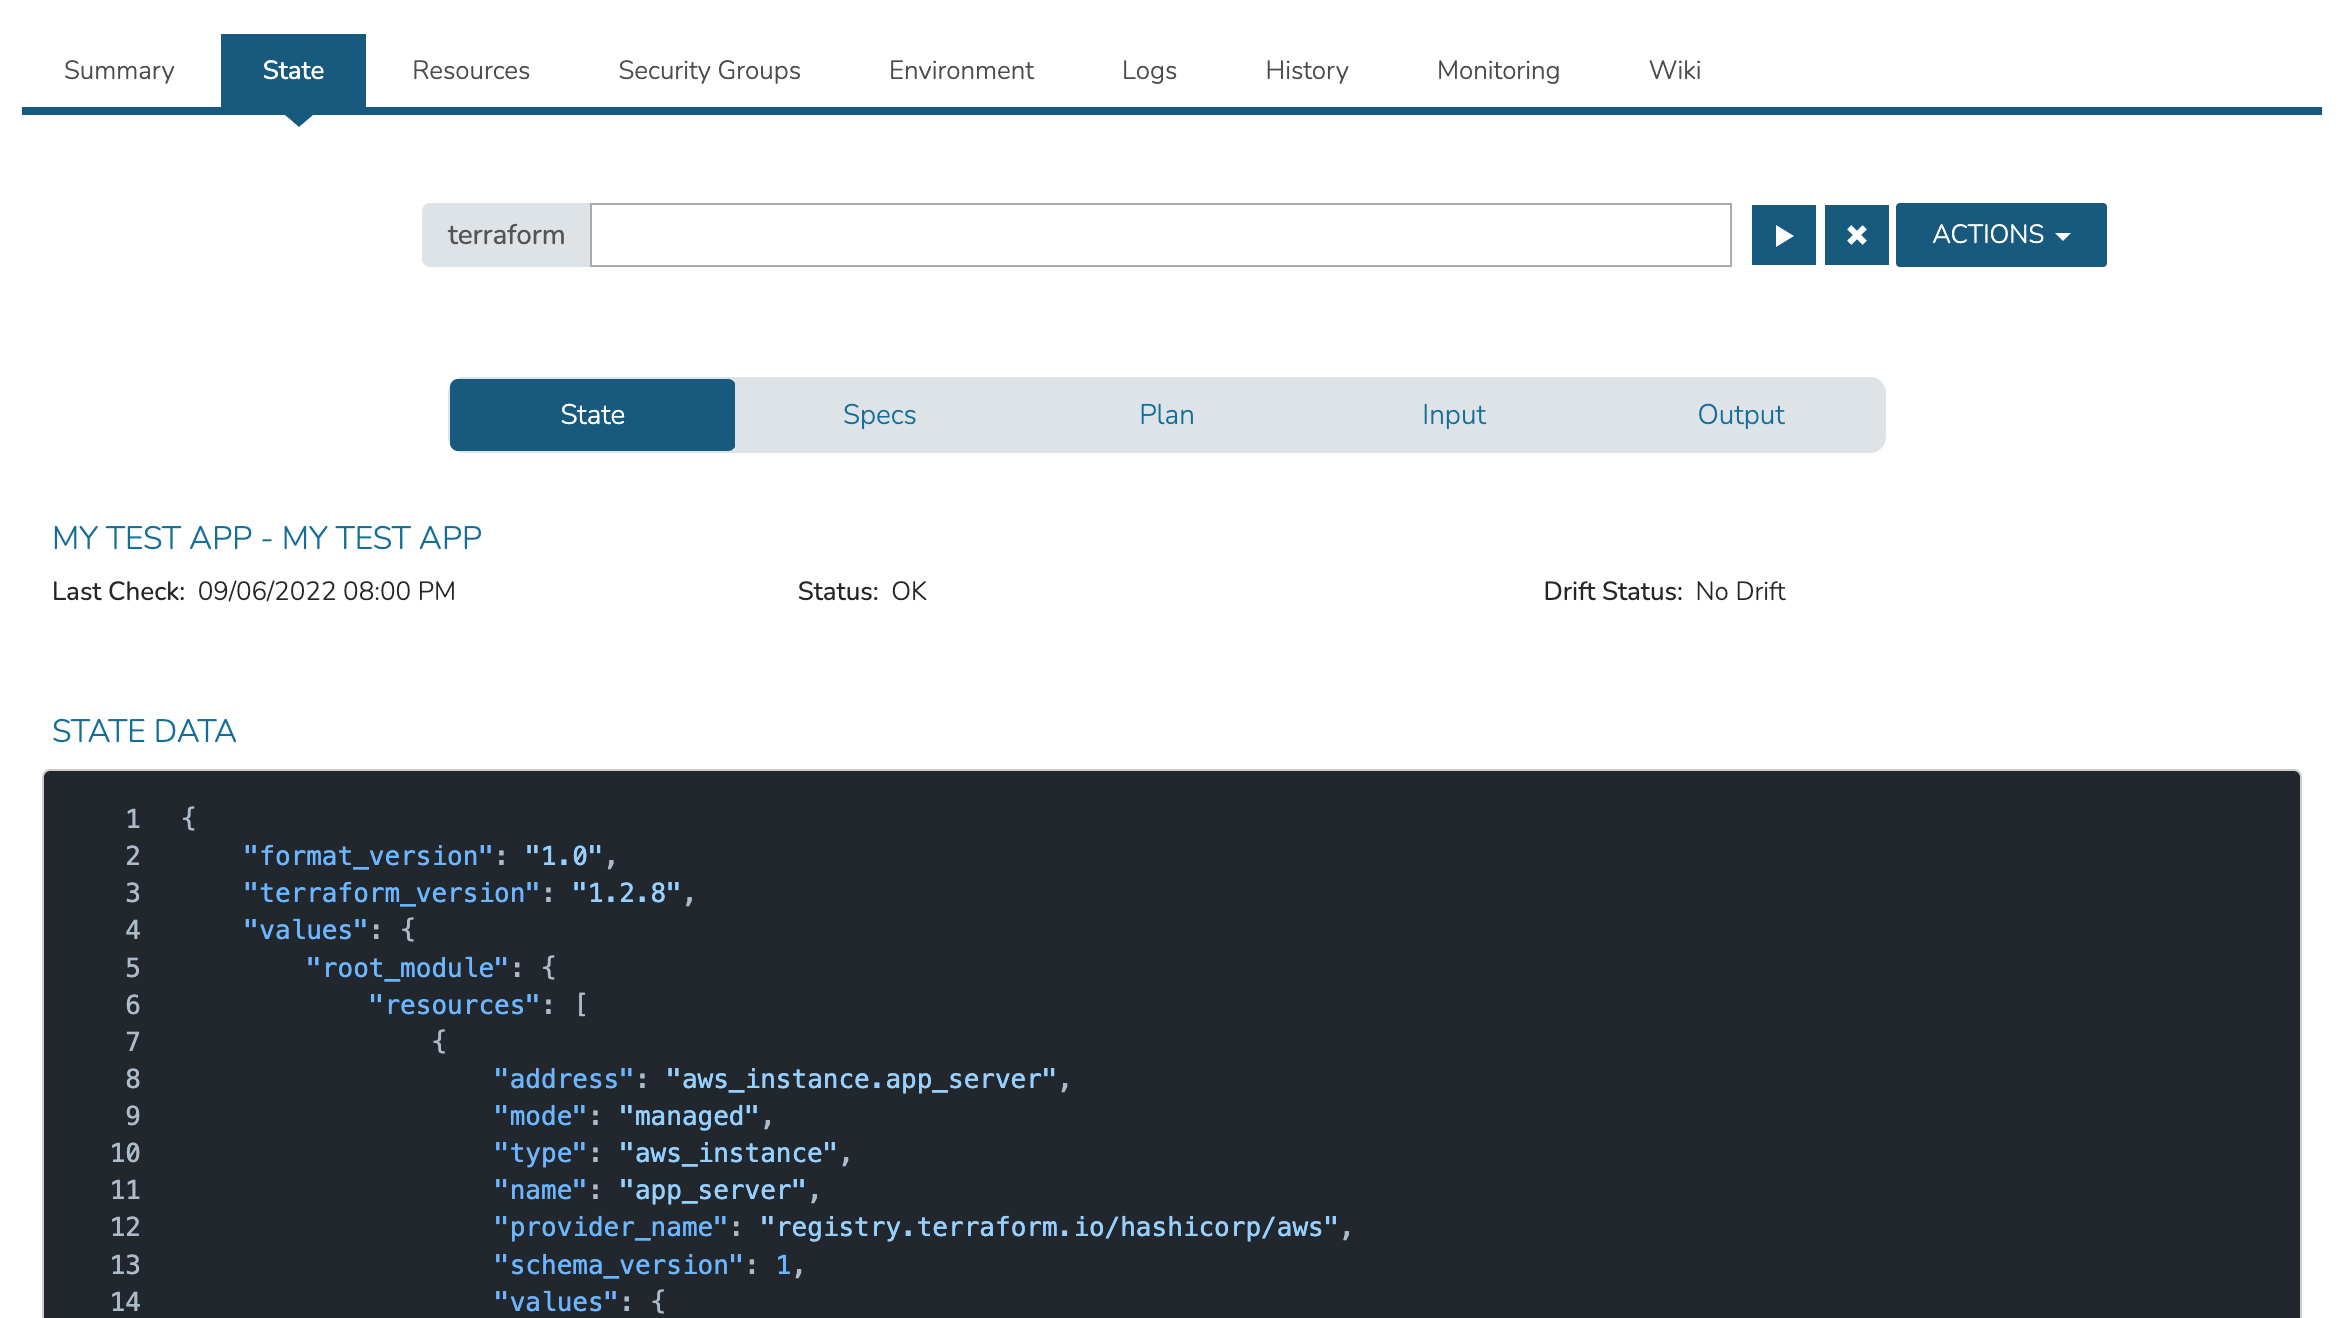 Summary State Resources Security Groups Environment Logs History Monitoring Wiki
terraform ACTIONS
State Specs Plan Input Output
MY TEST APP - MY TEST APP
Last Check: 09/06/2022 08:00 PM Status: OK Drift Status: No Drift
STATE DATA
1 {
2     "format_version": "1.0",
3     "terraform_version": "1.2.8",
4     "values": {
5         "root_module": {
6             "resources": [
7                 {
8                     "address": "aws_instance.app_server",
9                     "mode": "managed",
10                     "type": "aws_instance",
11                     "name": "app_server",
12                     "provider_name": "registry.terraform.io/hashicorp/aws",
13                     "schema_version": 1,
14                     "values": {